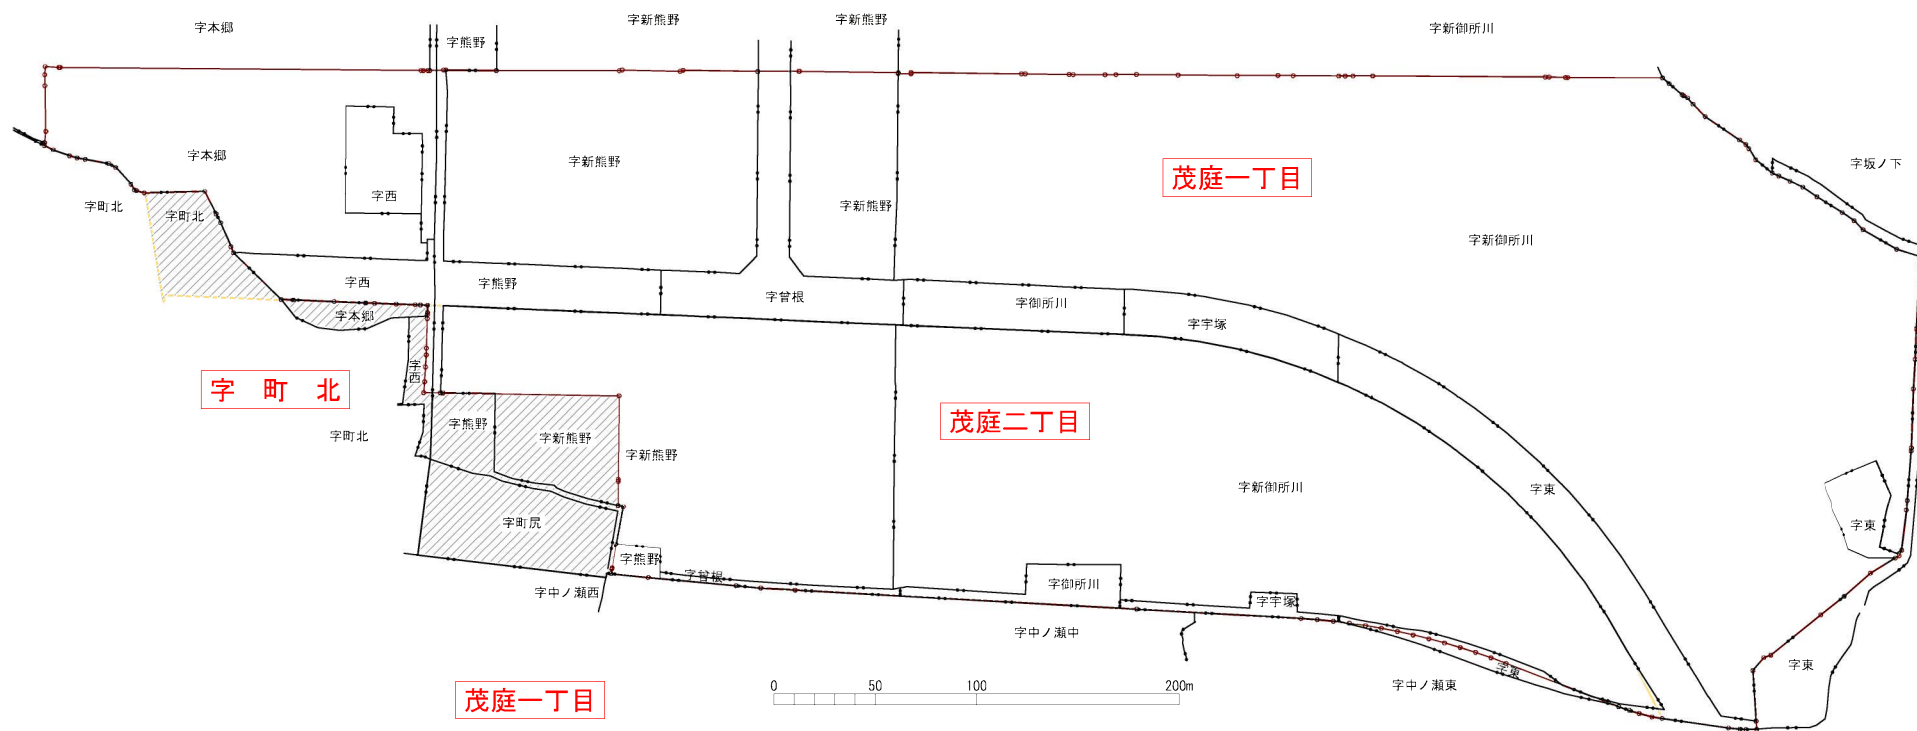 字本郷
字熊野
字新熊野
字新熊野
字新御所川
字本郷
字西
字新熊野
字新熊野
茂庭一丁目
字坂ノ下
字町北
字町北
字新御所川
字西
字熊野
字曾根
字御所川
字宇塚
字本郷
字西
字 町 北
字町北
字熊野
字新熊野
字新熊野
茂庭二丁目
字新御所川
字東
字東
字町尻
字熊野
字曾根
字中ノ瀬西
字御所川
字宇塚
字中ノ瀬中
字東
字中ノ瀬東
字東
茂庭一丁目
0 50 100 200m